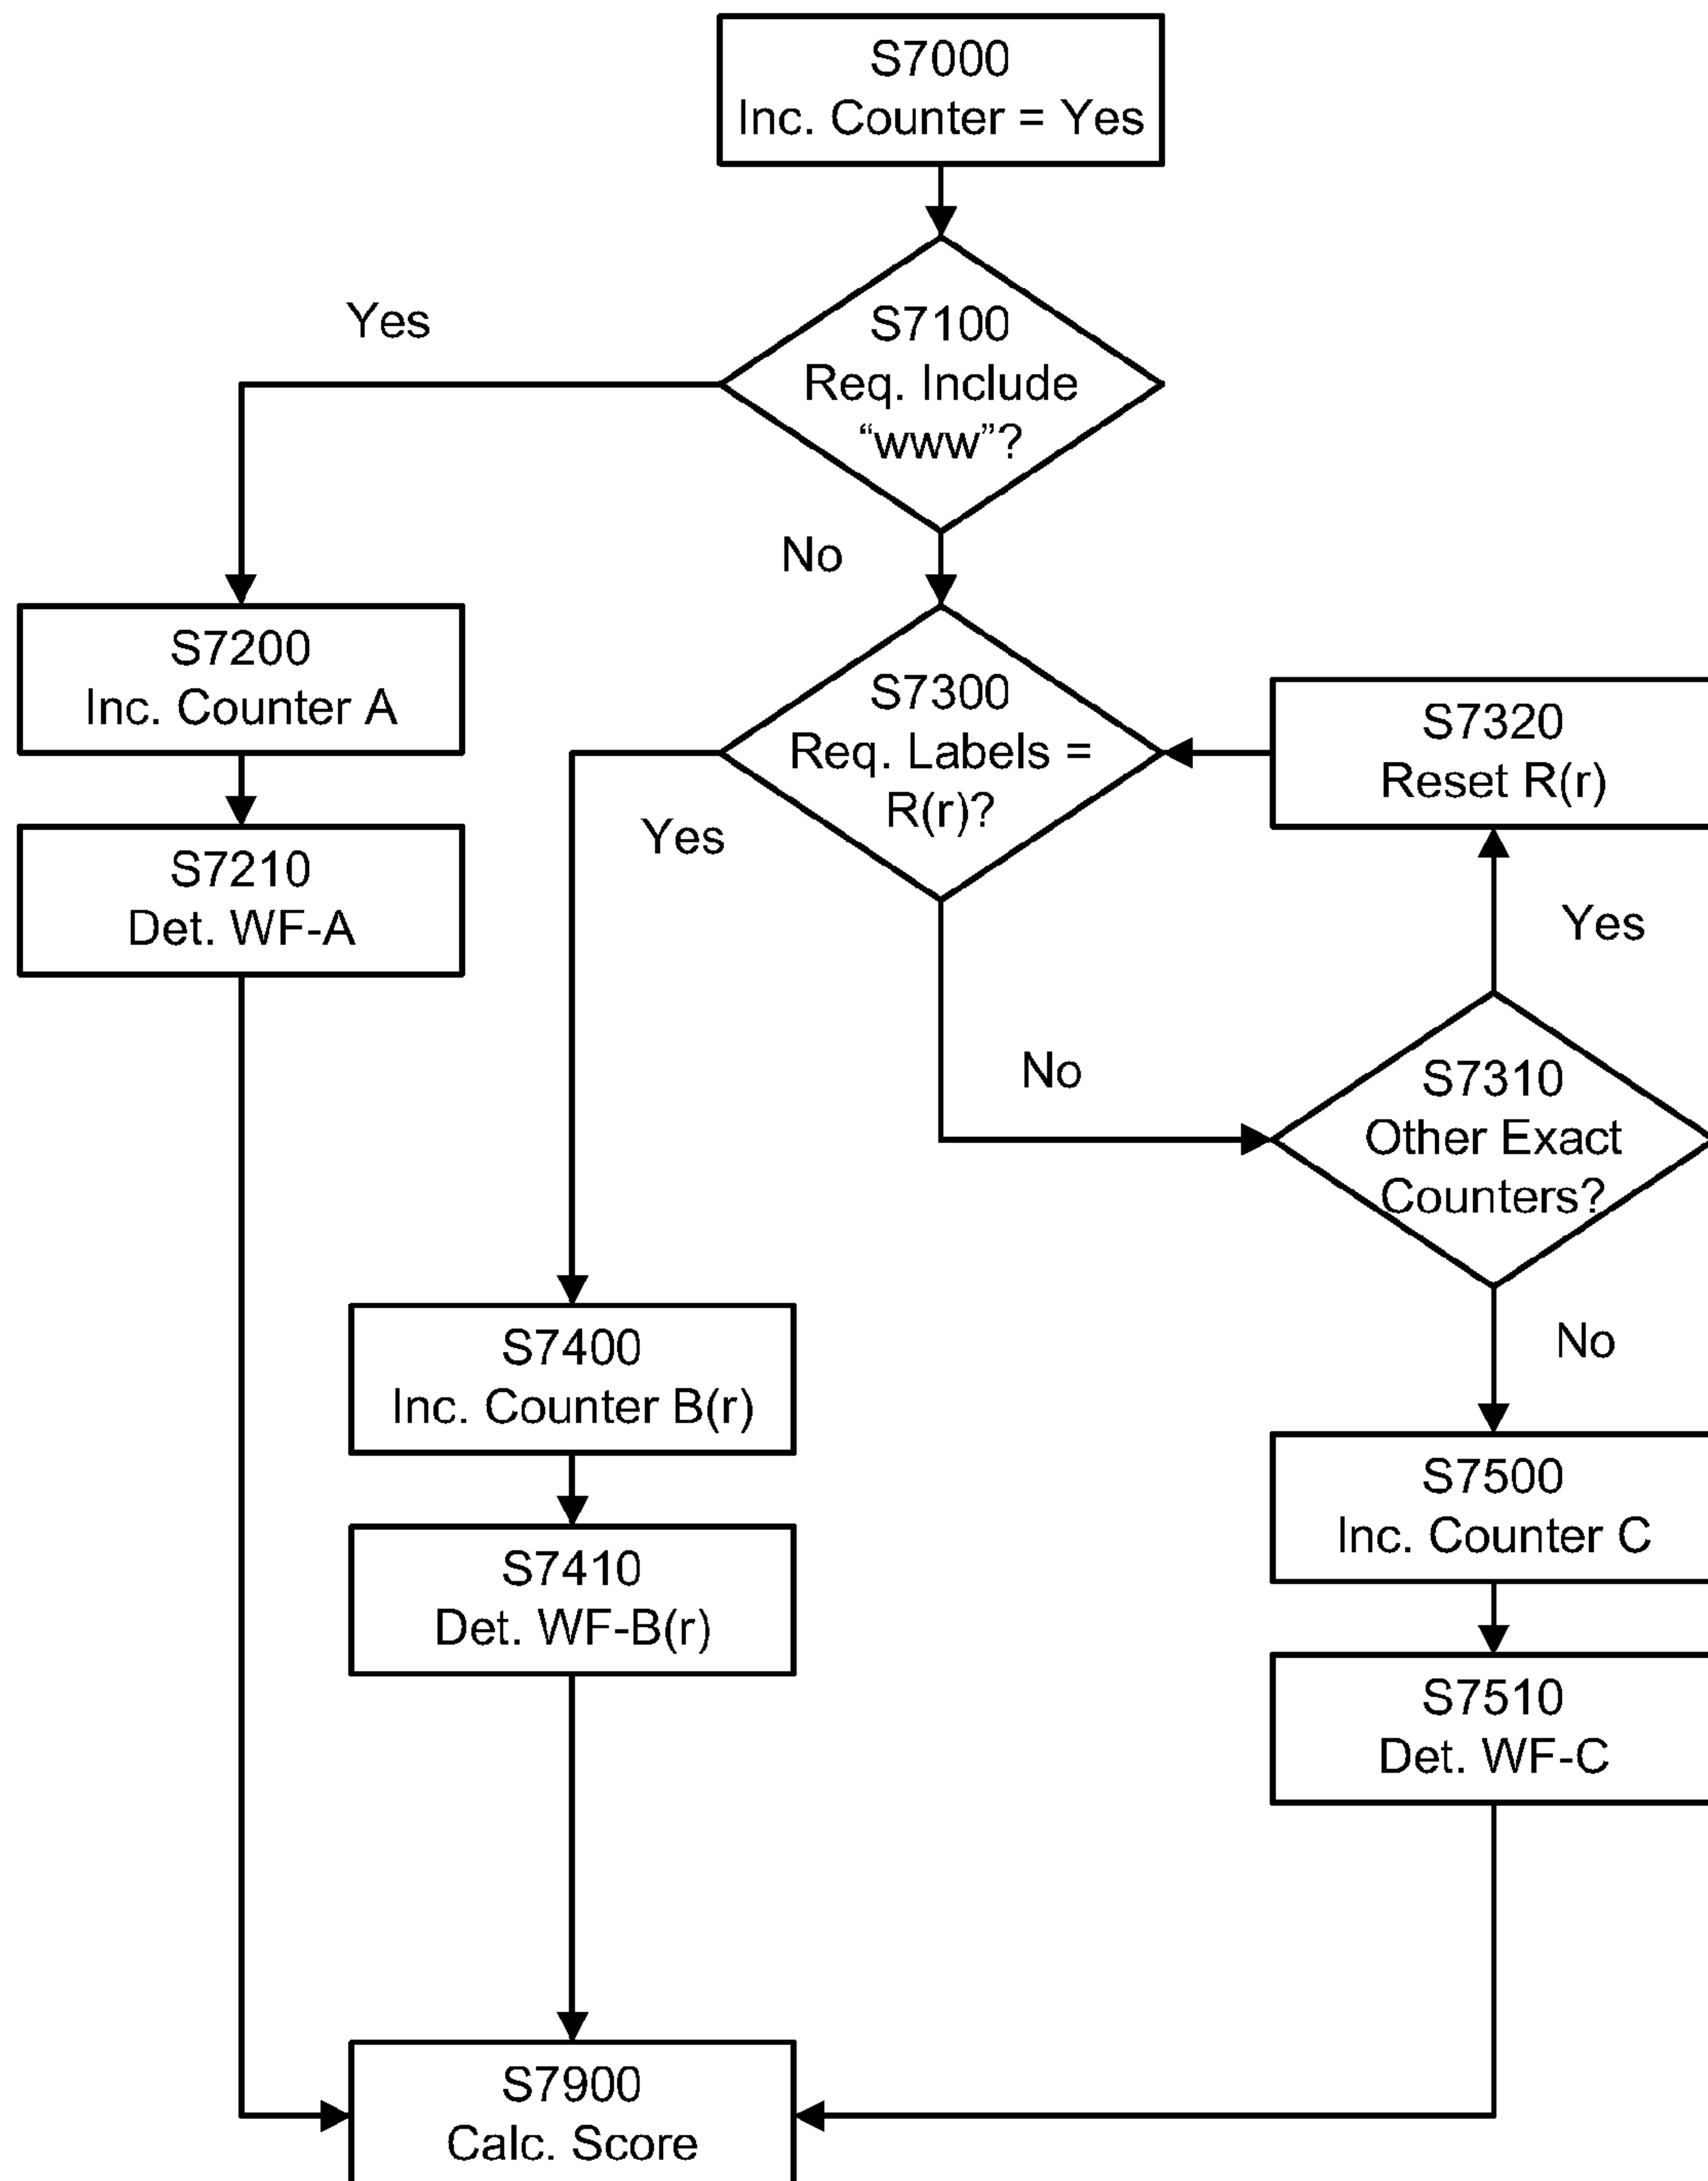 S7000
Inc. Counter = Yes
Yes
S7100
Req. Include
“www”?
No
S7200
Inc. Counter A
S7210
Det. WF-A
S7300
Req. Labels =
R(r)?
Yes
No
S7320
Reset R(r)
Yes
S7310
Other Exact
Counters?
No
S7400
Inc. Counter B(r)
S7410
Det. WF-B(r)
S7500
Inc. Counter C
S7510
Det. WF-C
S7900
Calc. Score